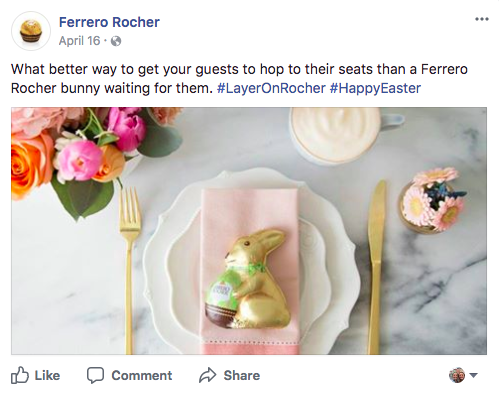 Ferrero Rocher
April 16
What better way to get your guests to hop to their seats than a Ferrero
Rocher bunny waiting for them. #LayerOnRocher #HappyEaster
Like Comment Share